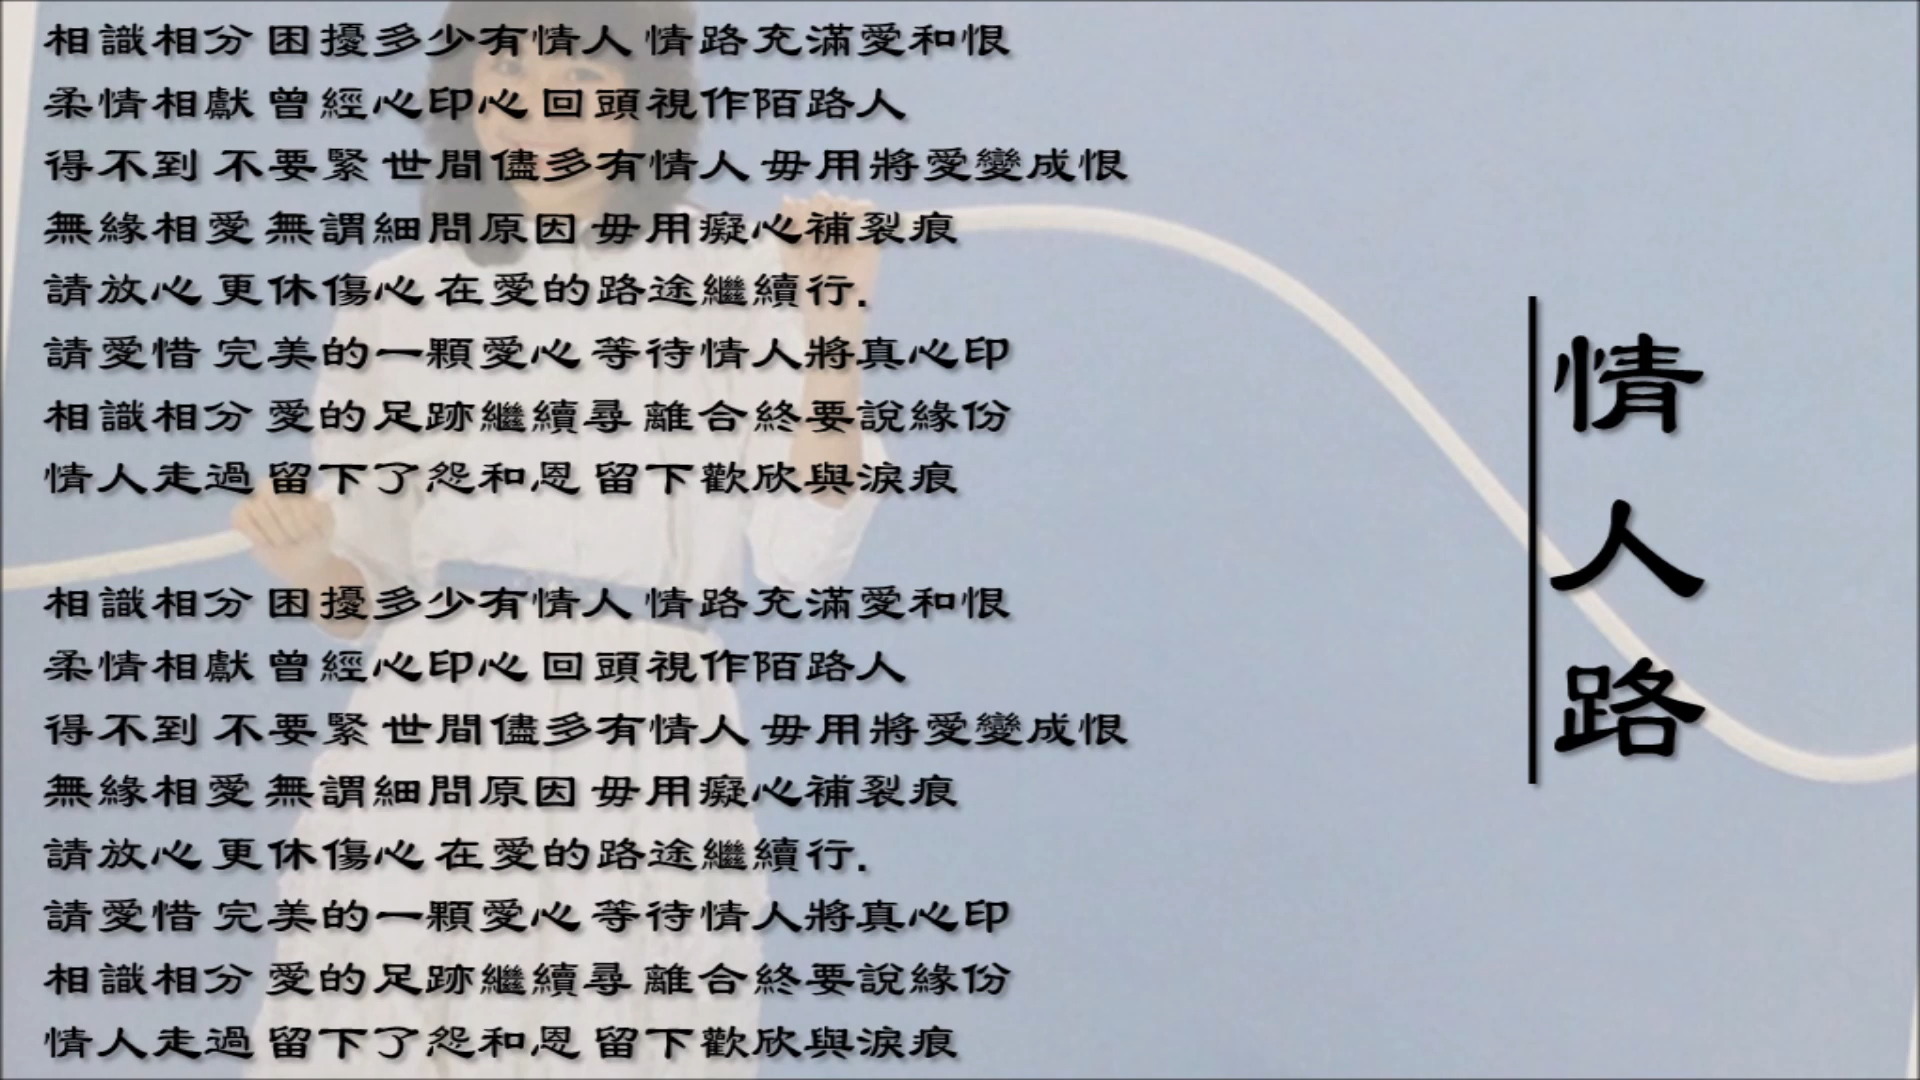 相識相分 困擾多少有情人 情路充滿愛和恨
柔情相獻 曾經心印心 回頭視作陌路人
得不到 不要緊 世間儘多有情人 毋用將愛變成恨
無緣相愛 無謂細問原因 毋用癡心補裂痕
請放心 更休傷心 在愛的路途繼續行.
請愛惜 完美的一顆愛心 等待情人將真心印
相識相分 愛的足跡繼續尋 離合終要說緣份
情人走過 留下了怨和恩 留下歡欣與淚痕
相識相分 困擾多少有情人 情路充滿愛和恨
柔情相獻 曾經心印心 回頭視作陌路人
得不到 不要緊 世間儘多有情人 毋用將愛變成恨
無緣相愛 無謂細問原因 毋用癡心補裂痕
請放心 更休傷心 在愛的路途繼續行.
請愛惜 完美的一顆愛心 等待情人將真心印
相識相分 愛的足跡繼續尋 離合終要說緣份
情人走過 留下了怨和恩 留下歡欣與淚痕
情人路